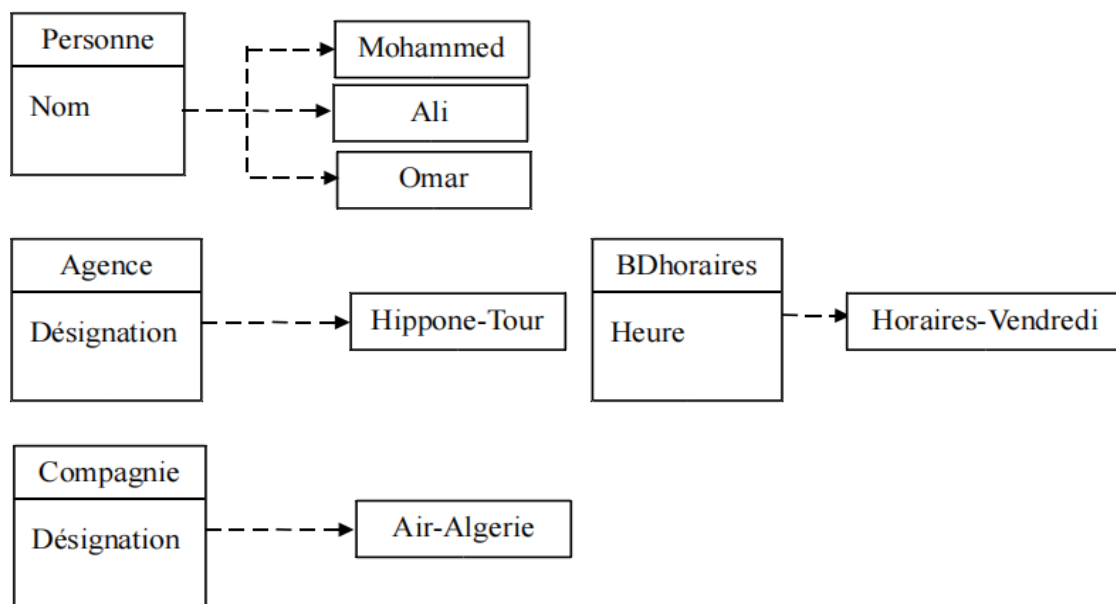 Personne
Nom
Mohammed
Ali
Omar
Agence
Désignation
Hippone-Tour
BDhoraires
Heure
Horaires-Vendredi
Compagnie
Désignation
Air-Algerie